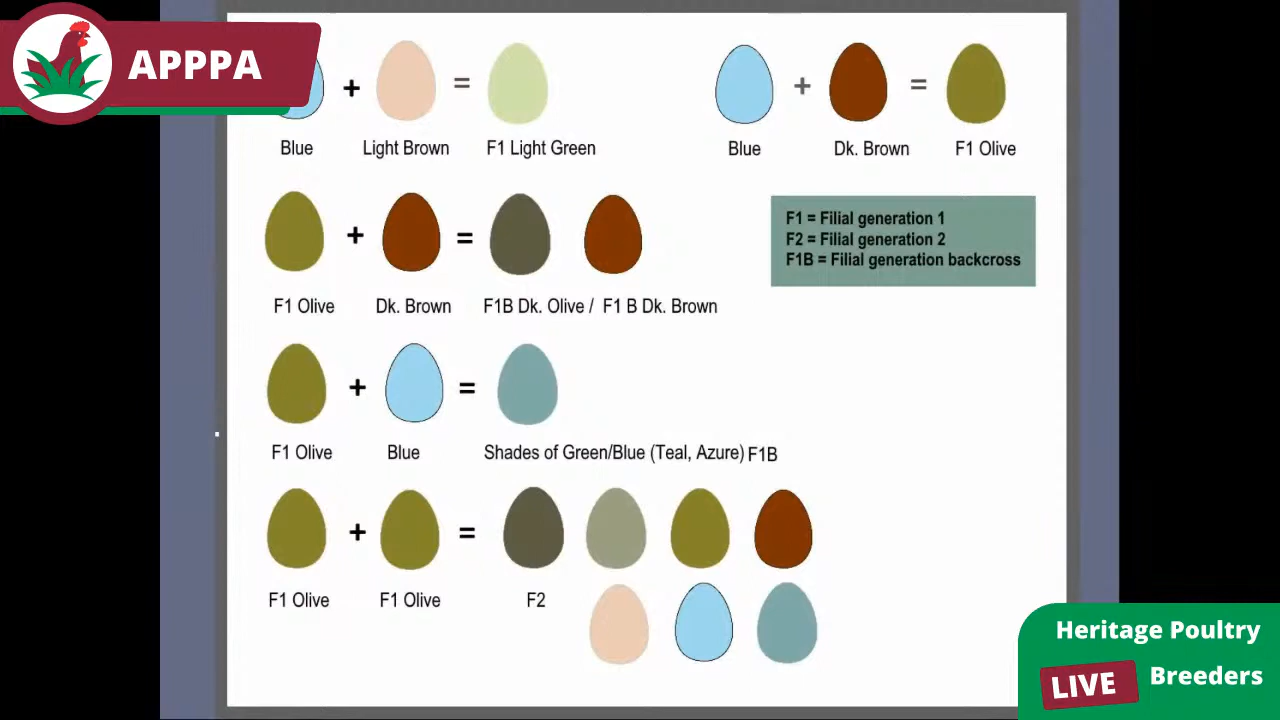 APPPA
+ = + =
Blue Light Brown F1 Light Green Blue Dk. Brown F1 Olive
+ =
F1 = Filial generation 1
F2 = Filial generation 2
F1B = Filial generation backcross
F1 Olive Dk. Brown F1B Dk. Olive / F1 B Dk. Brown
+ =
F1 Olive Blue Shades of Green/Blue (Teal, Azure) F1B
+ =
F1 Olive F1 Olive F2
Heritage Poultry
LIVE Breeders